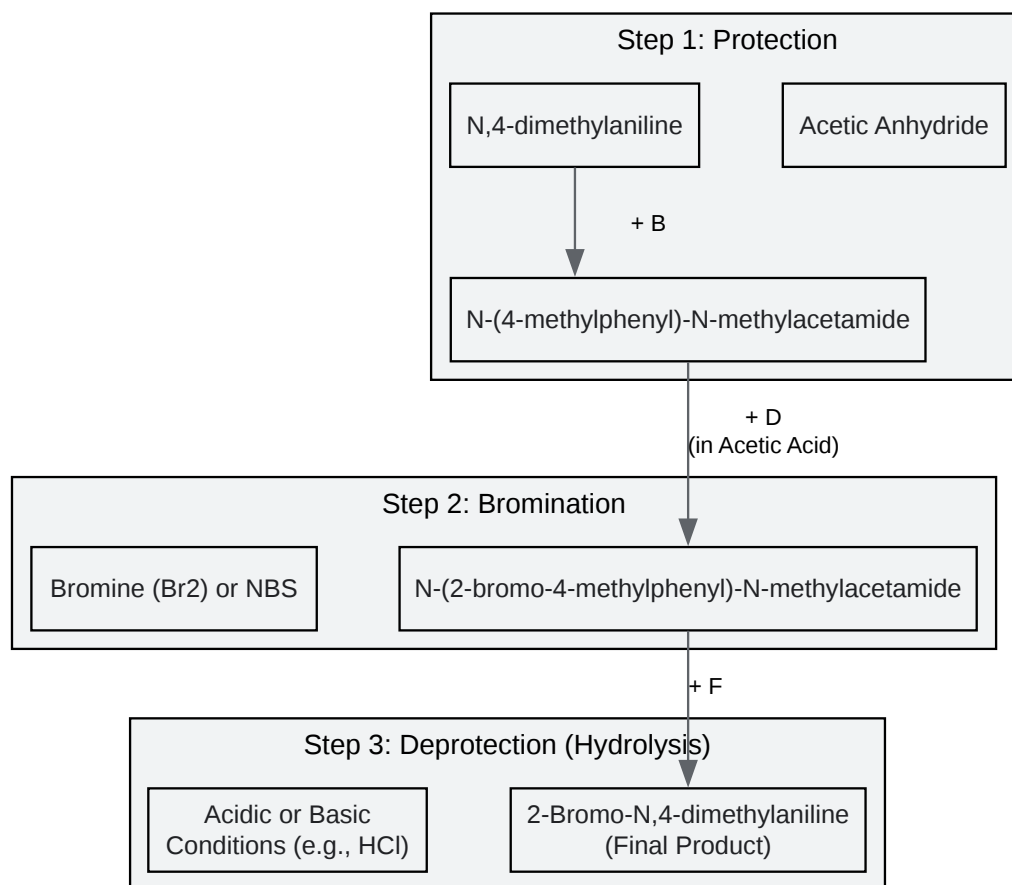 Step 1: Protection
N,4-dimethylaniline
Acetic Anhydride
+ B
N-(4-methylphenyl)-N-methylacetamide
+ D
(in Acetic Acid)
Step 2: Bromination
Bromine (Br2) or NBS
N-(2-bromo-4-methylphenyl)-N-methylacetamide
+ F
Step 3: Deprotection (Hydrolysis)
Acidic or Basic
Conditions (e.g., HCl)
2-Bromo-N,4-dimethylaniline
(Final Product)